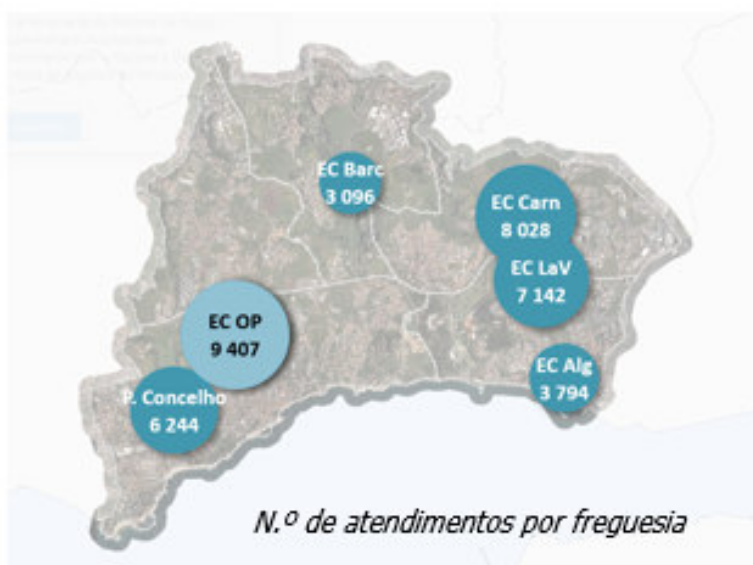 EC Barc
3 096
EC Carn
8 028
EC LaV
7 142
EC OP
9 407
EC Alg
3 794
P. Concelho
6 244
N.º de atendimentos por freguesia